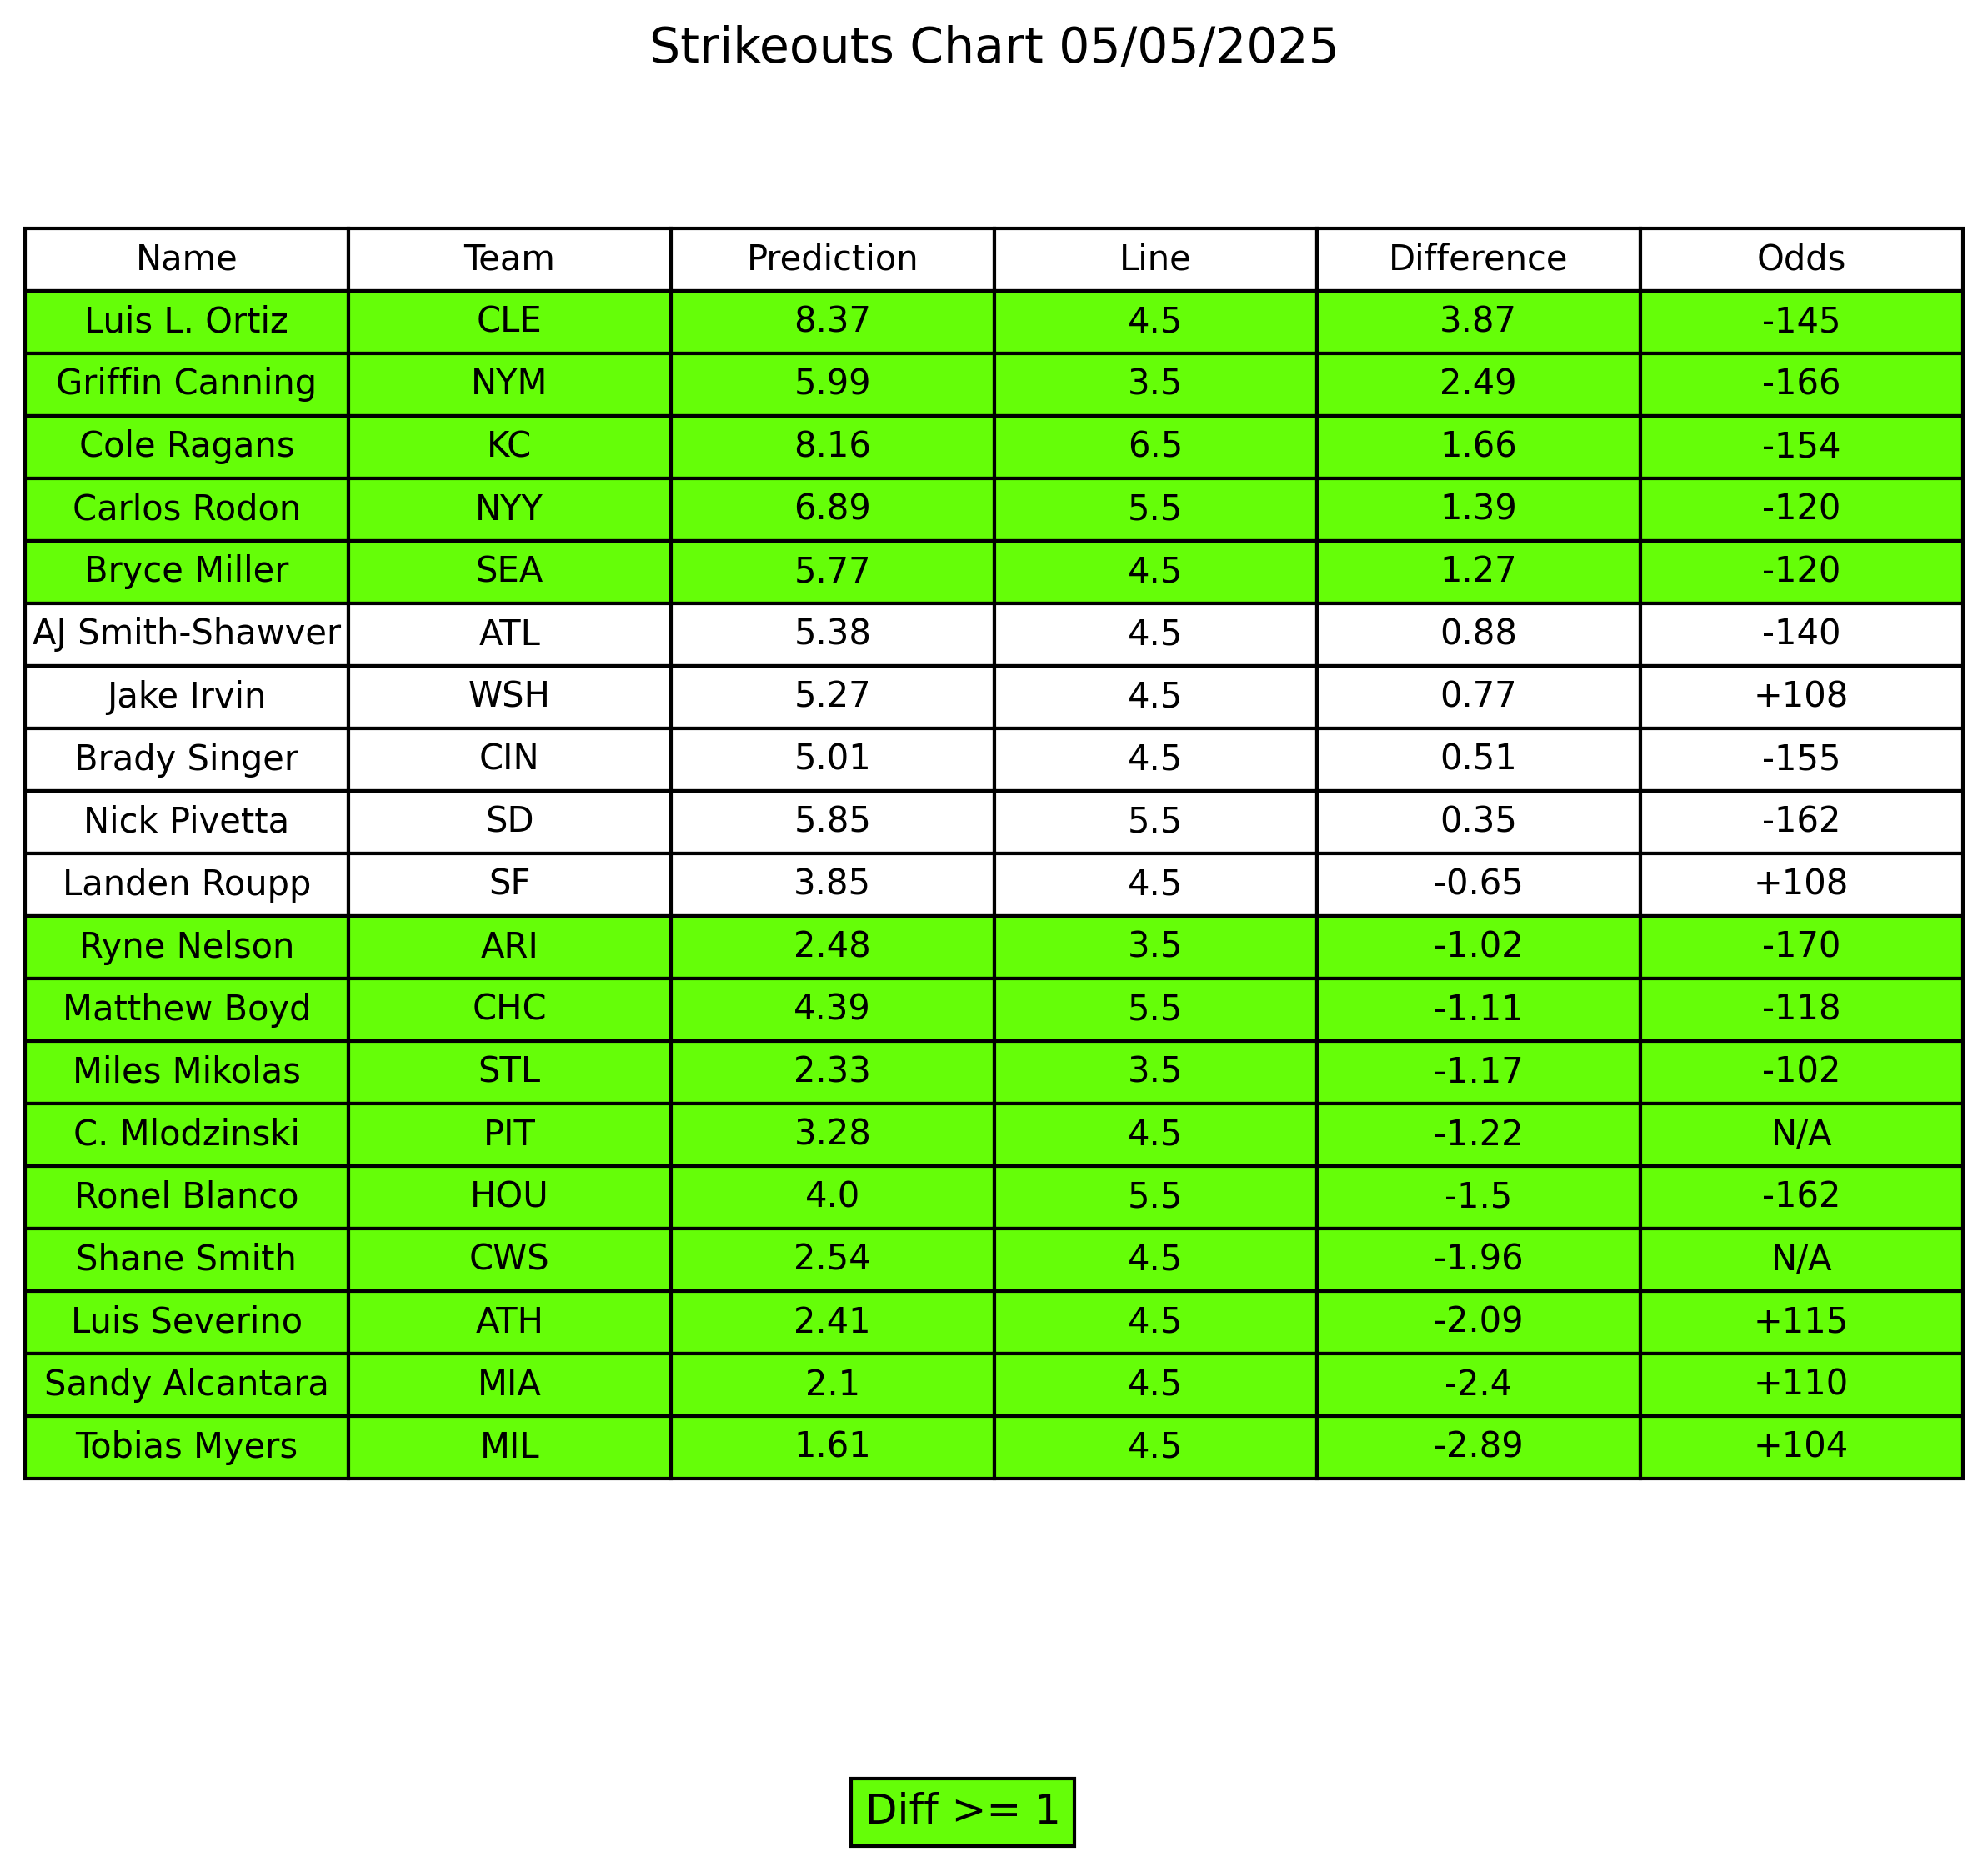 Strikeouts Chart 05/05/2025
Name Team Prediction Line Difference Odds
Luis L. Ortiz CLE 8.37 4.5 3.87 -145
Griffin Canning NYM 5.99 3.5 2.49 -166
Cole Ragans KC 8.16 6.5 1.66 -154
Carlos Rodon NYY 6.89 5.5 1.39 -120
Bryce Miller SEA 5.77 4.5 1.27 -120
AJ Smith-Shawver ATL 5.38 4.5 0.88 -140
Jake Irvin WSH 5.27 4.5 0.77 +108
Brady Singer CIN 5.01 4.5 0.51 -155
Nick Pivetta SD 5.85 5.5 0.35 -162
Landen Roupp SF 3.85 4.5 -0.65 +108
Ryne Nelson ARI 2.48 3.5 -1.02 -170
Matthew Boyd CHC 4.39 5.5 -1.11 -118
Miles Mikolas STL 2.33 3.5 -1.17 -102
C. Mlodzinski PIT 3.28 4.5 -1.22 N/A
Ronel Blanco HOU 4.0 5.5 -1.5 -162
Shane Smith CWS 2.54 4.5 -1.96 N/A
Luis Severino ATH 2.41 4.5 -2.09 +115
Sandy Alcantara MIA 2.1 4.5 -2.4 +110
Tobias Myers MIL 1.61 4.5 -2.89 +104
Diff >= 1